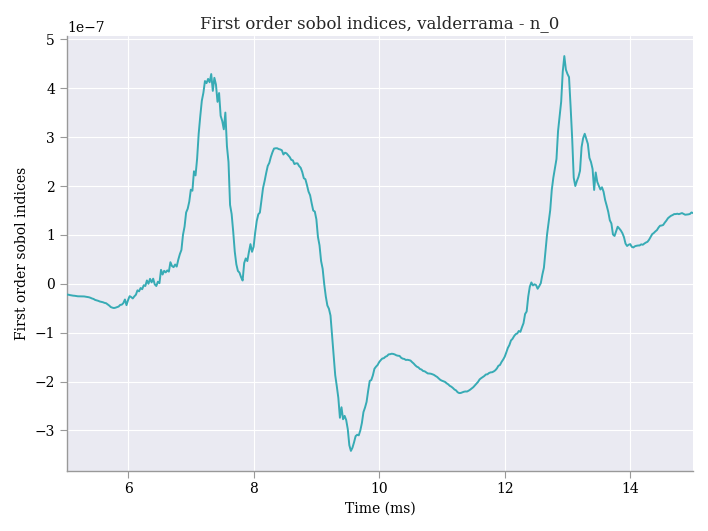 First order sobol indices, valderrama - n_0
1e−7
5
4
3
2
1
0
−1
−2
−3
First order sobol indices
6 8 10 12 14
Time (ms)